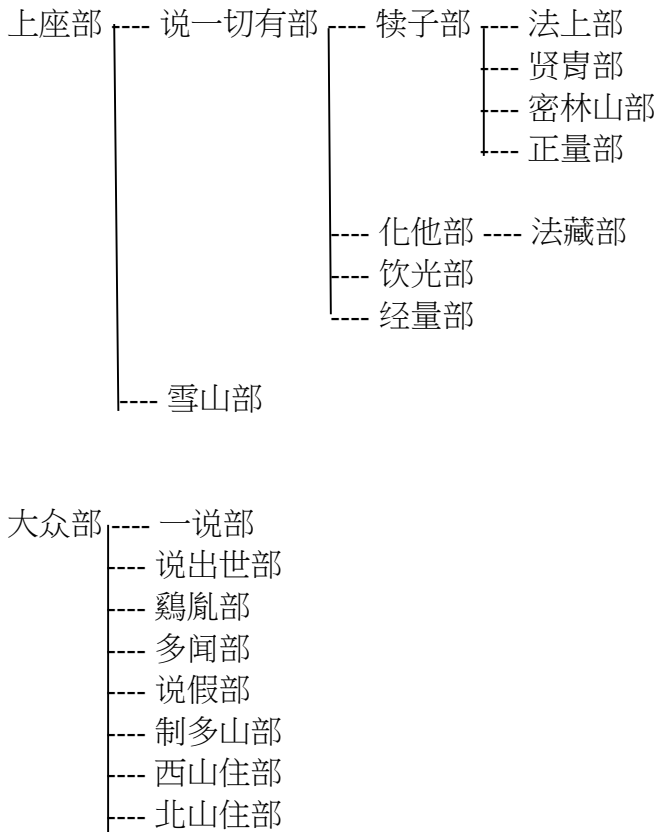 上座部 ---- 说一切有部 ---- 犊子部 ---- 法上部
---- 贤胄部
---- 密林山部
---- 正量部
---- 化他部 ---- 法藏部
---- 饮光部
---- 经量部
---- 雪山部
大众部 ---- 一说部
---- 说出世部
---- 鷄胤部
---- 多闻部
---- 说假部
---- 制多山部
---- 西山住部
---- 北山住部